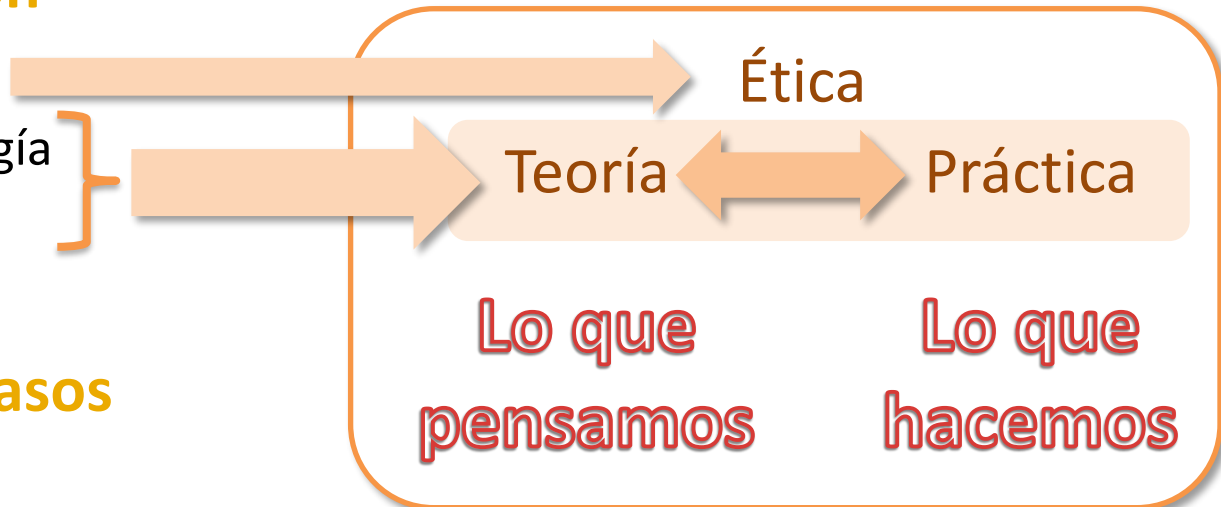 Ética
gía
Teoría Práctica
Lo que Lo que
asos
pensamos hacemos